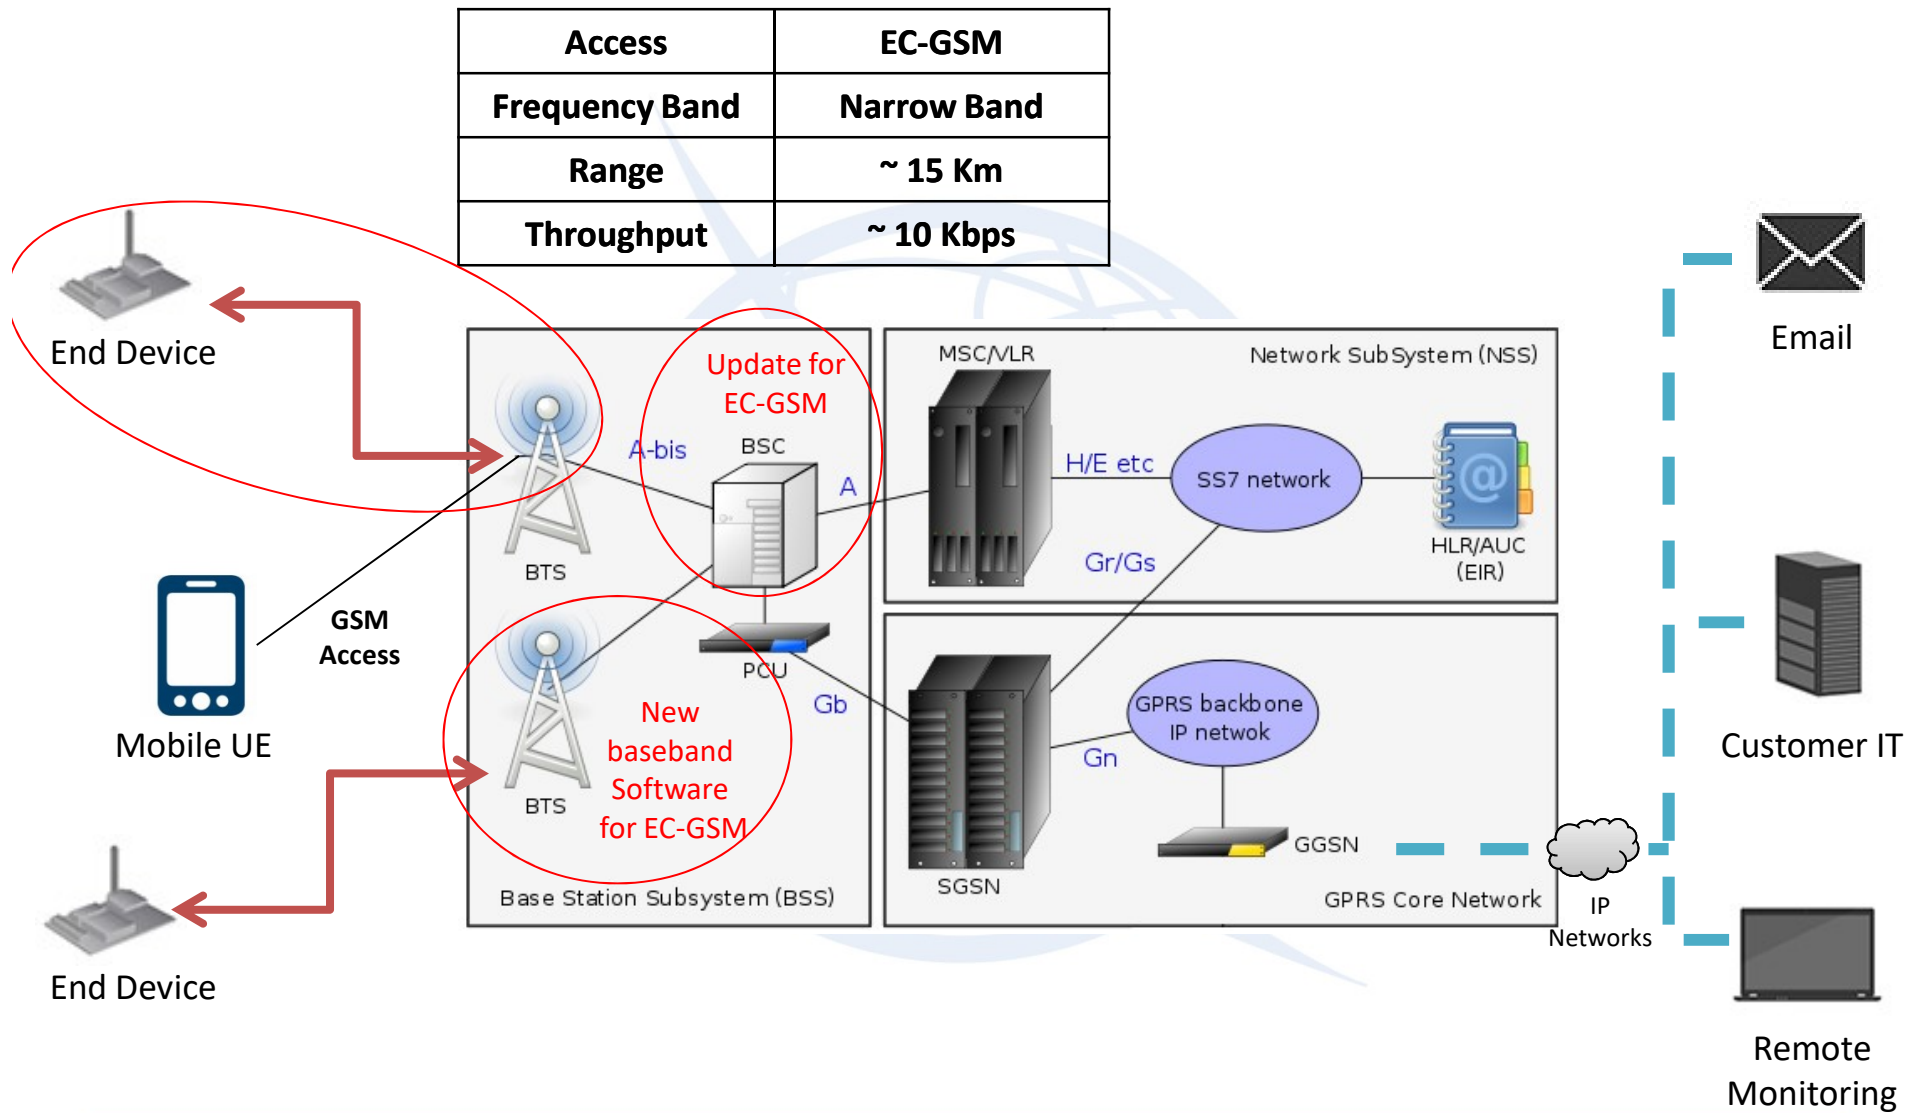 Access EC-GSM
Frequency Band Narrow Band
Range ~ 15 Km
Throughput ~ 10 Kbps
End Device
Update for
EC-GSM
MSC/VLR
Network SubSystem (NSS)
Email
A-bis
BSC
A
H/E etc
SS7 network
@
HLR/AUC
(EIR)
BTS
Gr/Gs
GSM
Access
PCU
Mobile UE
New
baseband
Software
for EC-GSM
Gb
GPRS backbone
IP netwok
Gn
Customer IT
BTS
GGSN
SGSN
Base Station Subsystem (BSS)
GPRS Core Network
IP
Networks
End Device
Remote
Monitoring